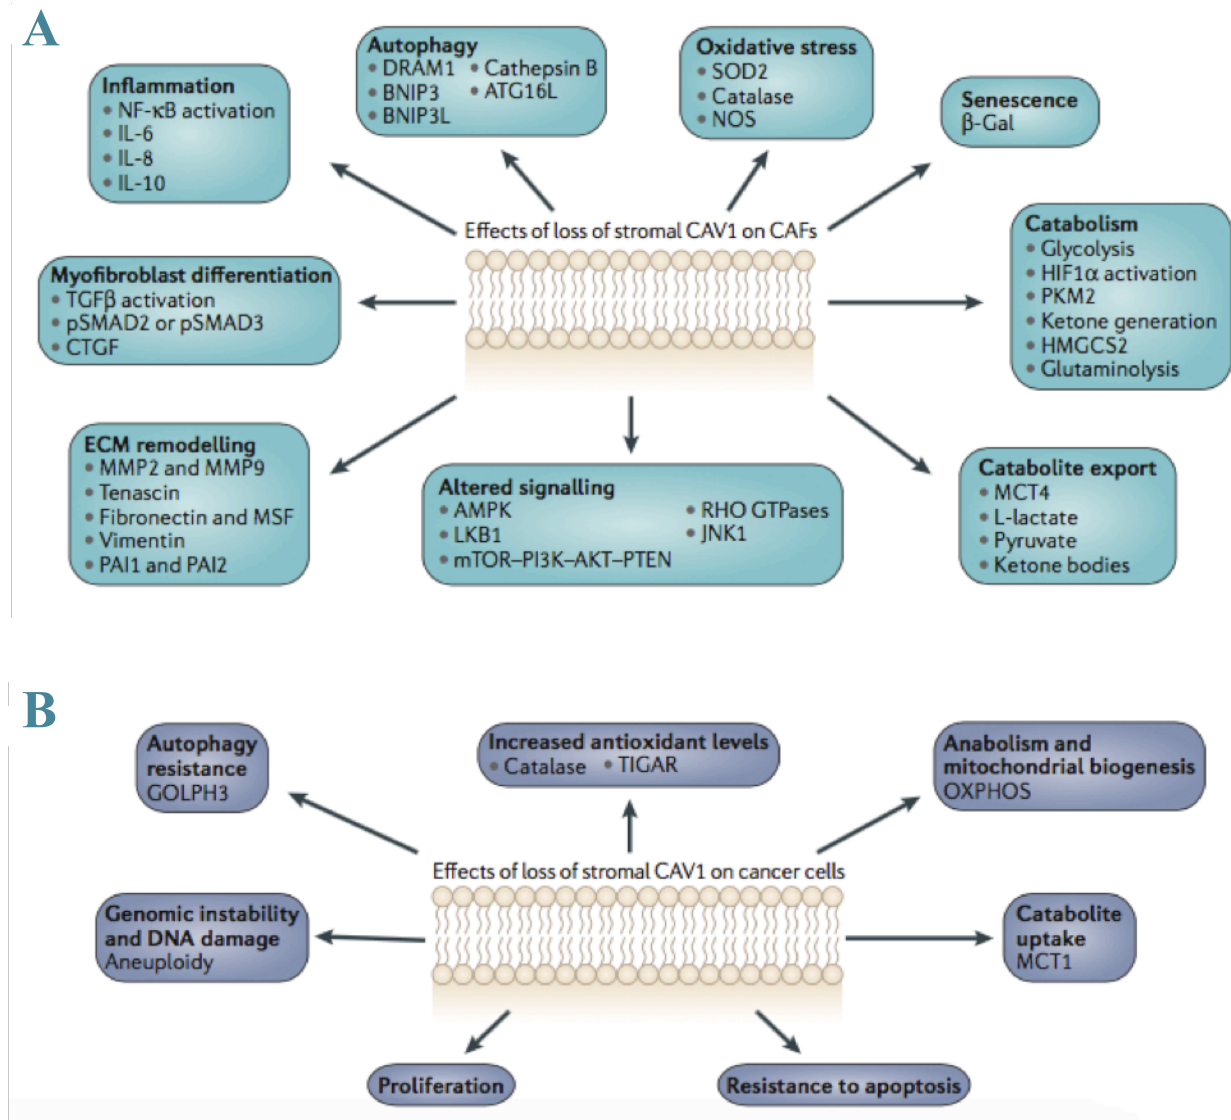 A
Inflammation
• NF-κB activation
• IL-6
• IL-8
• IL-10
Autophagy
• DRAM1 • Cathepsin B
• BNIP3 • ATG16L
• BNIP3L
Oxidative stress
• SOD2
• Catalase
• NOS
Senescence
β-Gal
Effects of loss of stromal CAV1 on CAFs
Myofibroblast differentiation
• TGFβ activation
• pSMAD2 or pSMAD3
• CTGF
Catabolism
• Glycolysis
• HIF1α activation
• PKM2
• Ketone generation
• HMGCS2
• Glutaminolysis
ECM remodelling
• MMP2 and MMP9
• Tenascin
• Fibronectin and MSF
• Vimentin
• PAI1 and PAI2
Altered signalling
• AMPK • RHO GTPases
• LKB1 • JNK1
• mTOR–PI3K–AKT–PTEN
Catabolite export
• MCT4
• L-lactate
• Pyruvate
• Ketone bodies
B
Autophagy
resistance
GOLPH3
Increased antioxidant levels
• Catalase • TIGAR
Anabolism and
mitochondrial biogenesis
OXPHOS
Effects of loss of stromal CAV1 on cancer cells
Genomic instability
and DNA damage
Aneuploidy
Catabolite
uptake
MCT1
Proliferation
Resistance to apoptosis